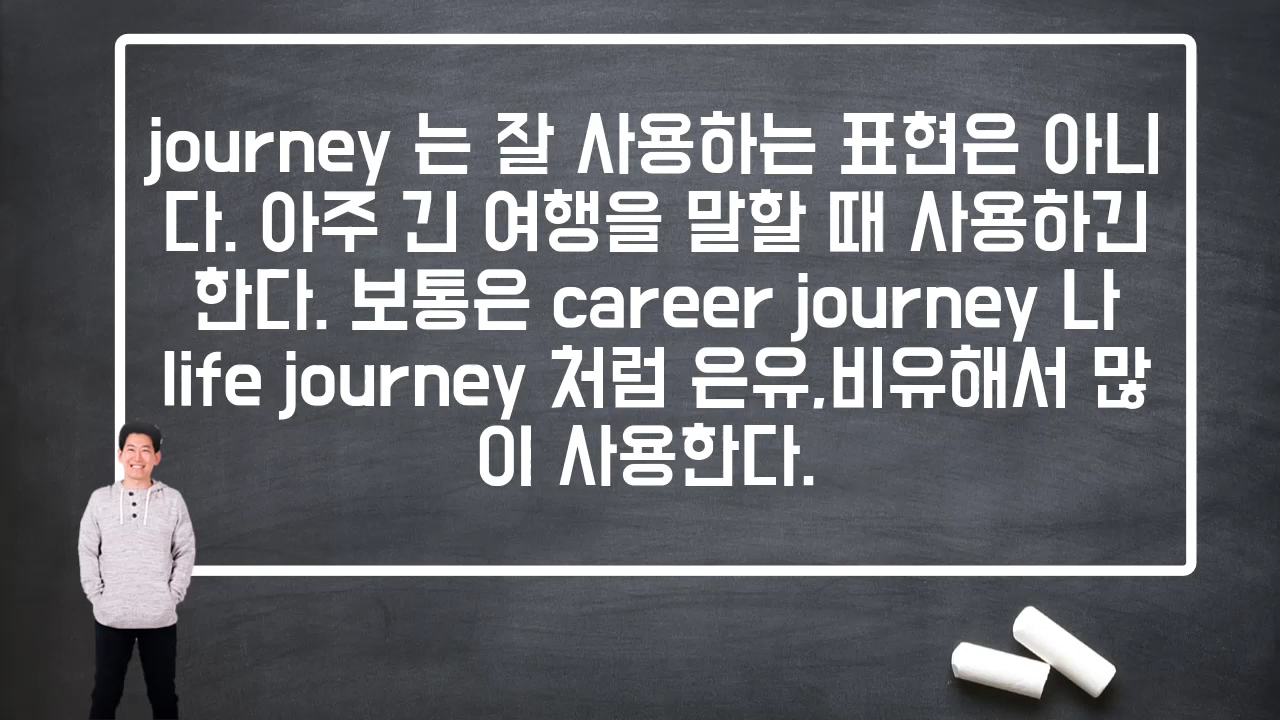 journey 는 잘 사용하는 표현은 아니
다. 아주 긴 여행을 말할 때 사용하긴
한다. 보통은 career journey 나
life journey 처럼 은유,비유해서 많
이 사용한다.